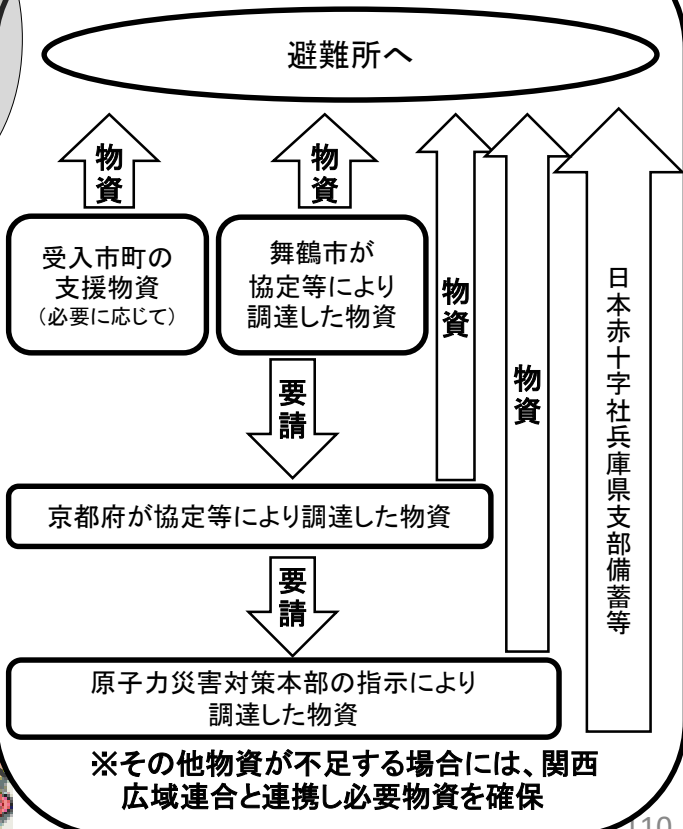 避難所へ
物
資
物
資
受入市町の
支援物資
(必要に応じて)
舞鶴市が
協定等により
調達した物資
物
資
物
資
日本赤十字社兵庫県支部備蓄等
要
請
京都府が協定等により調達した物資
要
請
原子力災害対策本部の指示により
調達した物資
※その他物資が不足する場合には、関西
広域連合と連携し必要物資を確保
110